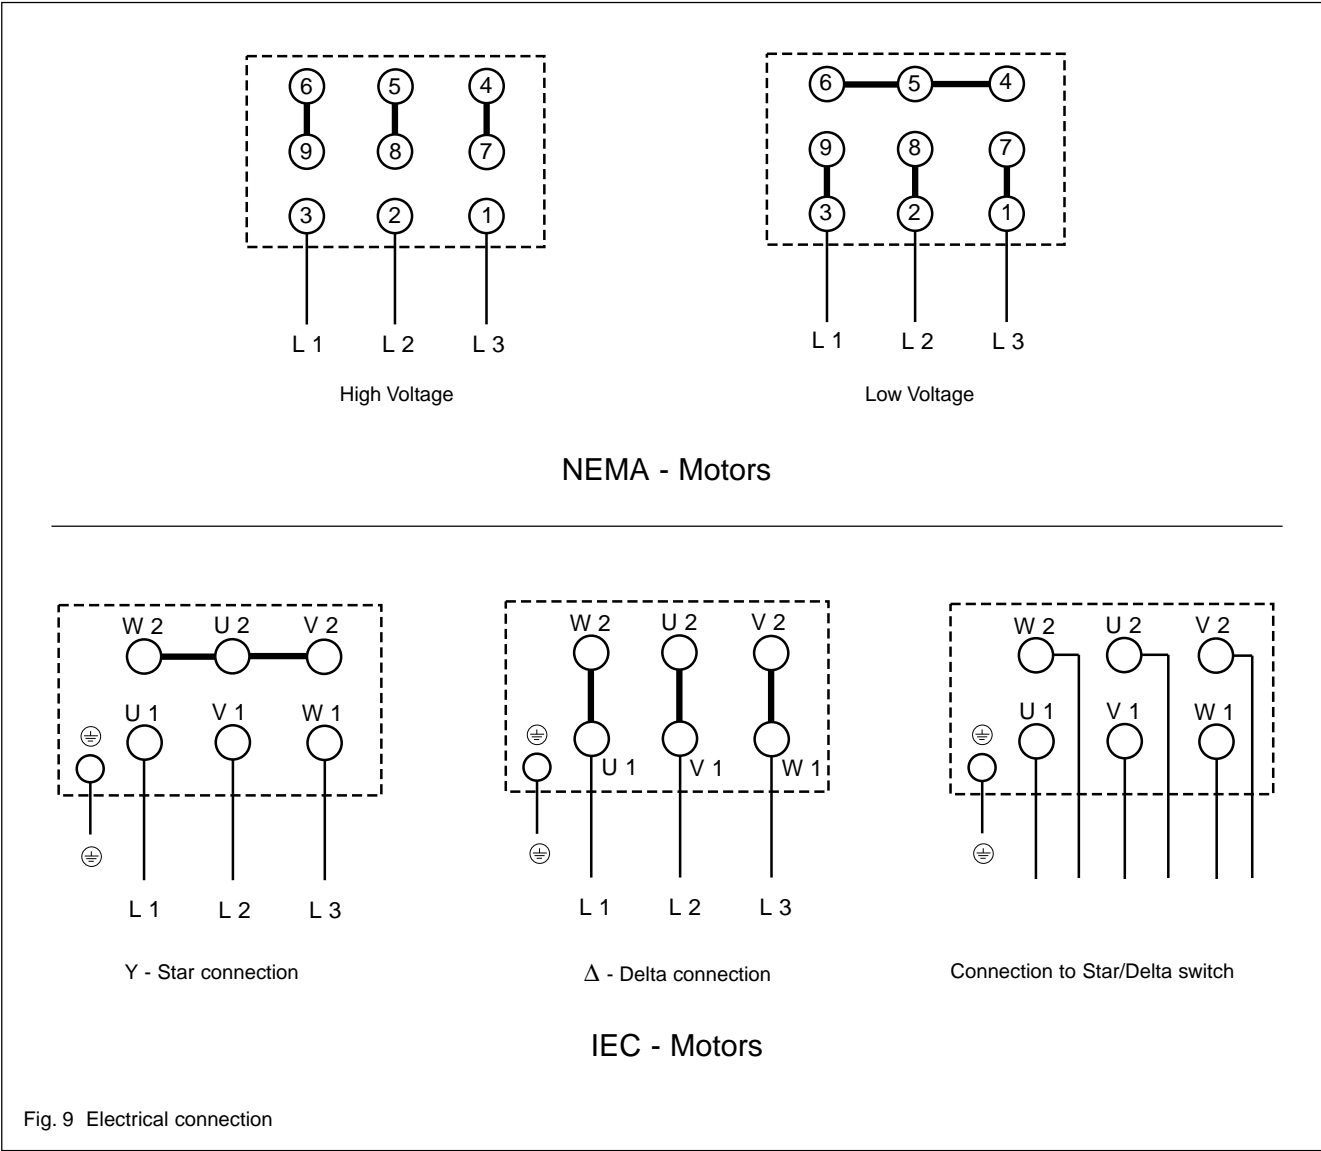 6 5 4
9 8 7
3 2 1
L 1 L 2 L 3
High Voltage
6 5 4
9 8 7
3 2 1
L 1 L 2 L 3
Low Voltage
NEMA - Motors
W 2 U 2 V 2
U 1 V 1 W 1
L 1 L 2 L 3
Y - Star connection
W 2 U 2 V 2
U 1 V 1 W 1
L 1 L 2 L 3
Δ - Delta connection
W 2 U 2 V 2
U 1 V 1 W 1
Connection to Star/Delta switch
IEC - Motors
Fig. 9 Electrical connection